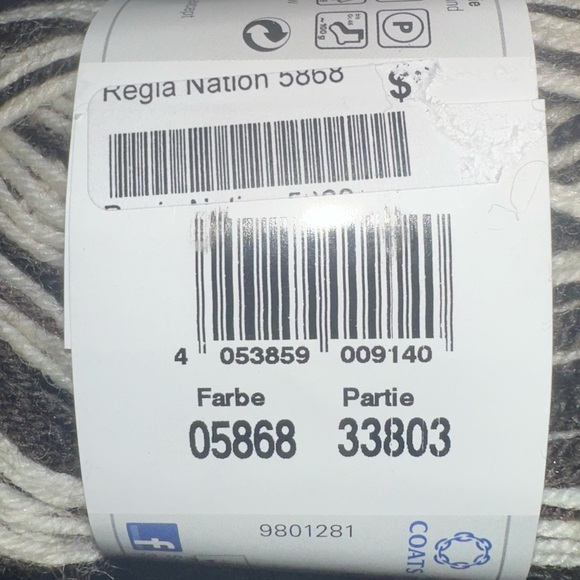 Regia Nation 5868
$
4 053859 009140
Farbe Partie
05868 33803
9801281
COATS